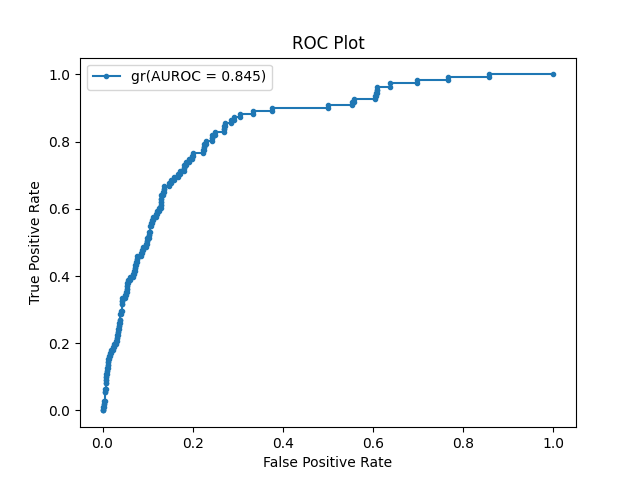 ROC Plot
gr(AUROC = 0.845)
1.0
0.8
0.6
0.4
0.2
0.0
True Positive Rate
0.0 0.2 0.4 0.6 0.8 1.0
False Positive Rate